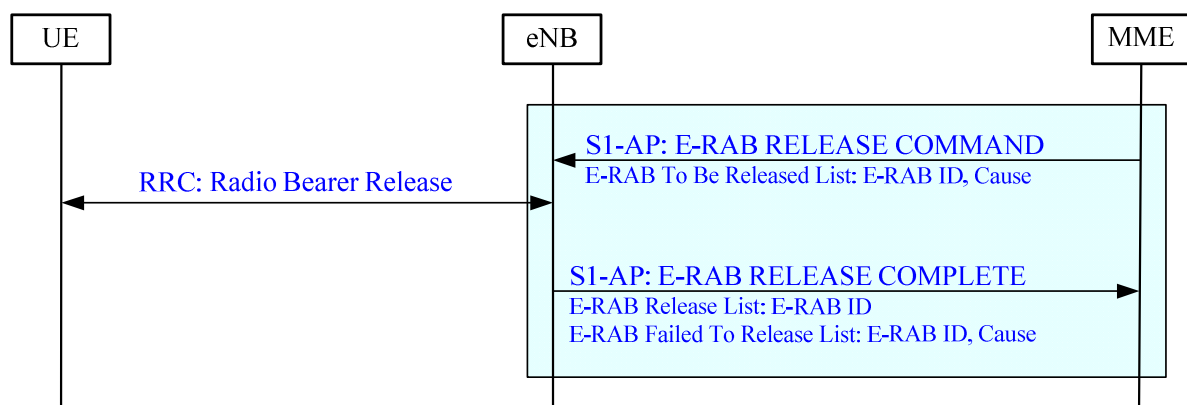 UE
eNB
MME
S1-AP: E-RAB RELEASE COMMAND
E-RAB To Be Released List: E-RAB ID, Cause
RRC: Radio Bearer Release
S1-AP: E-RAB RELEASE COMPLETE
E-RAB Release List: E-RAB ID
E-RAB Failed To Release List: E-RAB ID, Cause